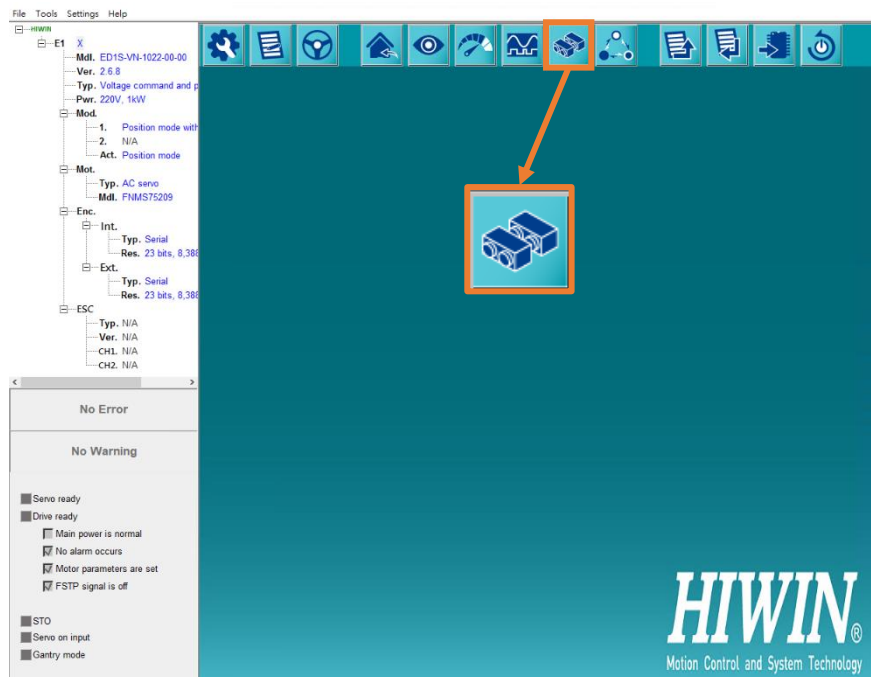 File Tools Settings Help
HIWIN
E1 X
Mdl. ED1S-VN-1022-00-00
Ver. 2.6.8
Typ. Voltage command and p
Pwr. 220V, 1kW
Mod.
1. Position mode with
2. N/A
Act. Position mode
Mot.
Typ. AC servo
Mdl. FNMS75209
Enc.
Int.
Typ. Serial
Res. 23 bits, 8,388
Ext.
Typ. Serial
Res. 23 bits, 8,388
ESC
Typ. N/A
Ver. N/A
CH1. N/A
CH2. N/A
No Error
No Warning
Servo ready
Drive ready
Main power is normal
No alarm occurs
Motor parameters are set
FSTP signal is off
STO
Servo on input
Gantry mode
HIWIN®
Motion Control and System Technology